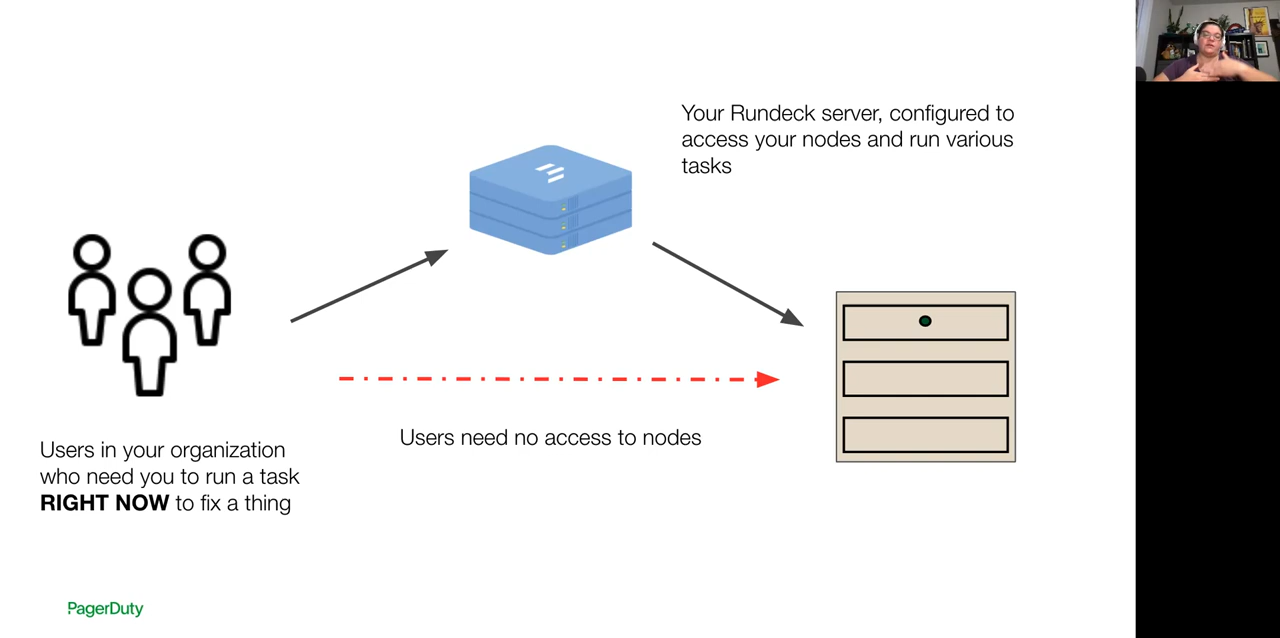 Your Rundeck server, configured to
access your nodes and run various
tasks
Users need no access to nodes
Users in your organization
who need you to run a task
RIGHT NOW to fix a thing
PagerDuty